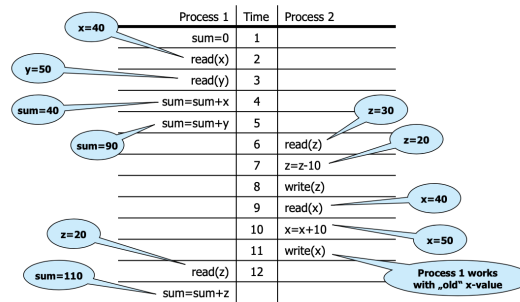 Process 1 Time Process 2
x=40
sum=0 1
read(x) 2
y=50
read(y) 3
sum=40
sum=sum+x 4
z=30
sum=sum+y 5
sum=90
6 read(z)
z=20
7 z=z-10
8 write(z)
x=40
9 read(x)
z=20
10 x=x+10
x=50
11 write(x)
sum=110
read(z) 12
Process 1 works
with „old“ x-value
sum=sum+z